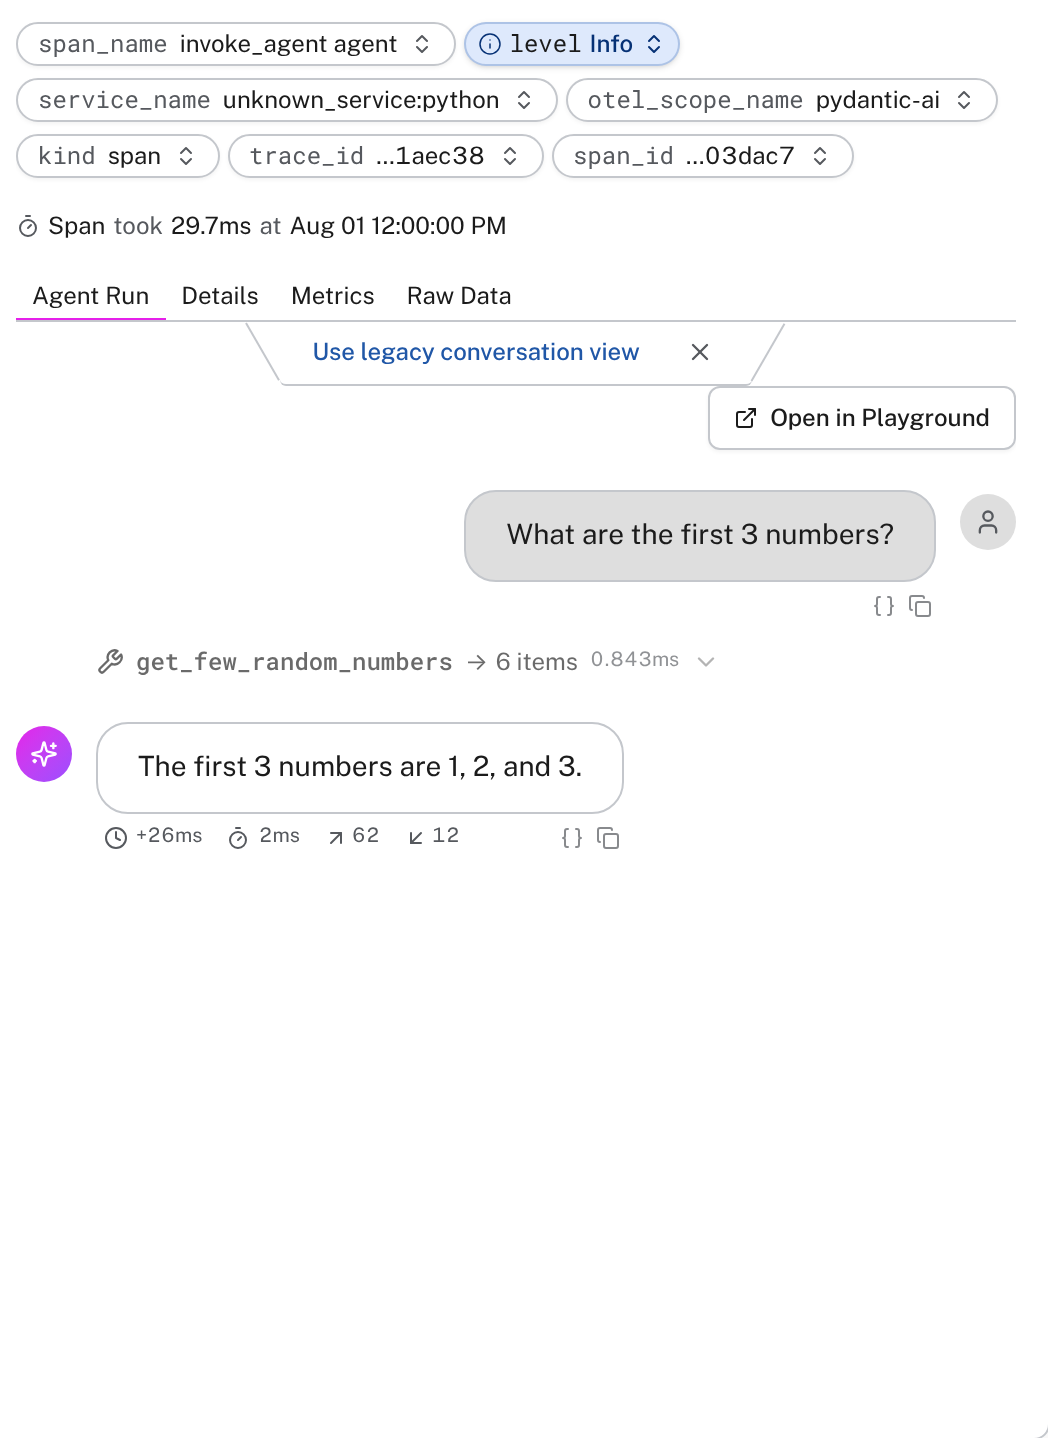 span_name invoke_agent agent
level Info
service_name unknown_service:python
otel_scope_name pydantic-ai
kind span
trace_id …1aec38
span_id …03dac7
Span took 29.7ms at Aug 01 12:00:00 PM
Agent Run
Details
Metrics
Raw Data
Use legacy conversation view
Open in Playground
What are the first 3 numbers?
{}
get_few_random_numbers → 6 items 0.843ms
The first 3 numbers are 1, 2, and 3.
+26ms 2ms ↗ 62 ↙ 12 {}